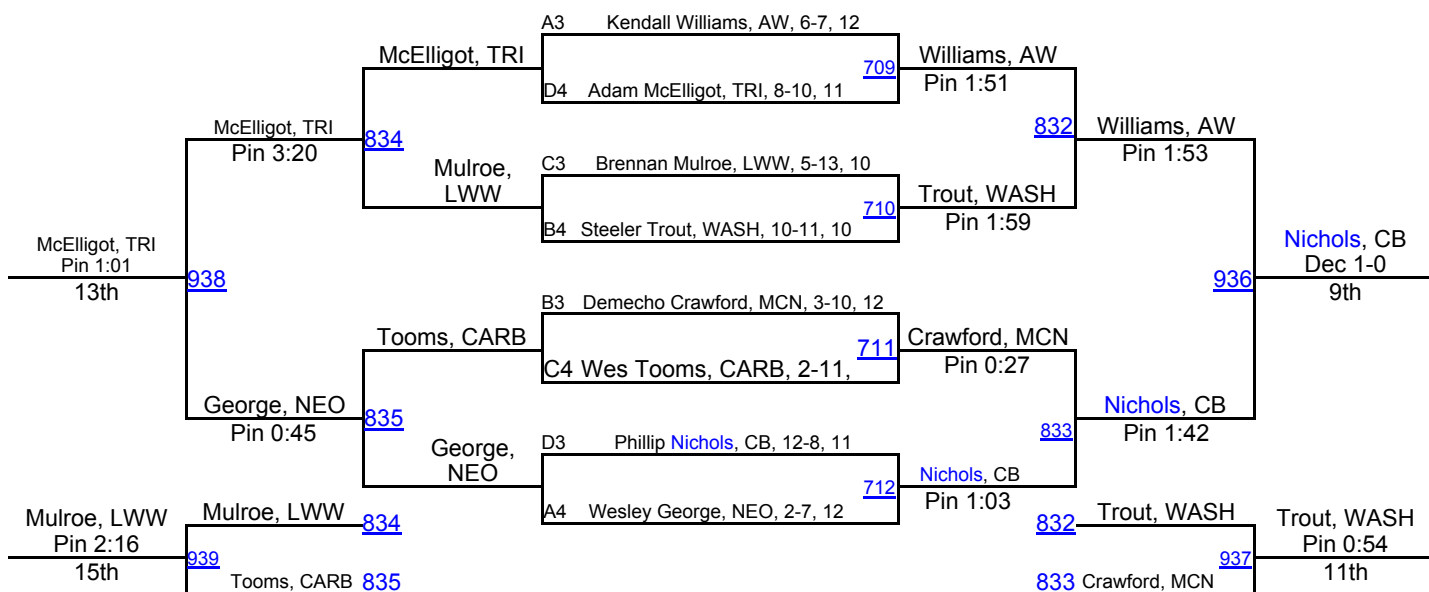 A3 Kendall Williams, AW, 6-7, 12
McElligot, TRI
709
Williams, AW
Pin 1:51
D4 Adam McElligot, TRI, 8-10, 11
McElligot, TRI
Pin 3:20
834
832
Williams, AW
Pin 1:53
Mulroe,
LWW
C3 Brennan Mulroe, LWW, 5-13, 10
710
Trout, WASH
Pin 1:59
B4 Steeler Trout, WASH, 10-11, 10
McElligot, TRI
Pin 1:01
13th
938
936
Nichols, CB
Dec 1-0
9th
B3 Demecho Crawford, MCN, 3-10, 12
Tooms, CARB
711
Crawford, MCN
Pin 0:27
C4 Wes Tooms, CARB, 2-11,
George, NEO
Pin 0:45
835
833
Nichols, CB
Pin 1:42
George,
NEO
D3 Phillip Nichols, CB, 12-8, 11
712
Nichols, CB
Pin 1:03
A4 Wesley George, NEO, 2-7, 12
Mulroe, LWW
Pin 2:16
15th
Mulroe, LWW 834
939
Tooms, CARB 835
832 Trout, WASH
937
833 Crawford, MCN
Trout, WASH
Pin 0:54
11th